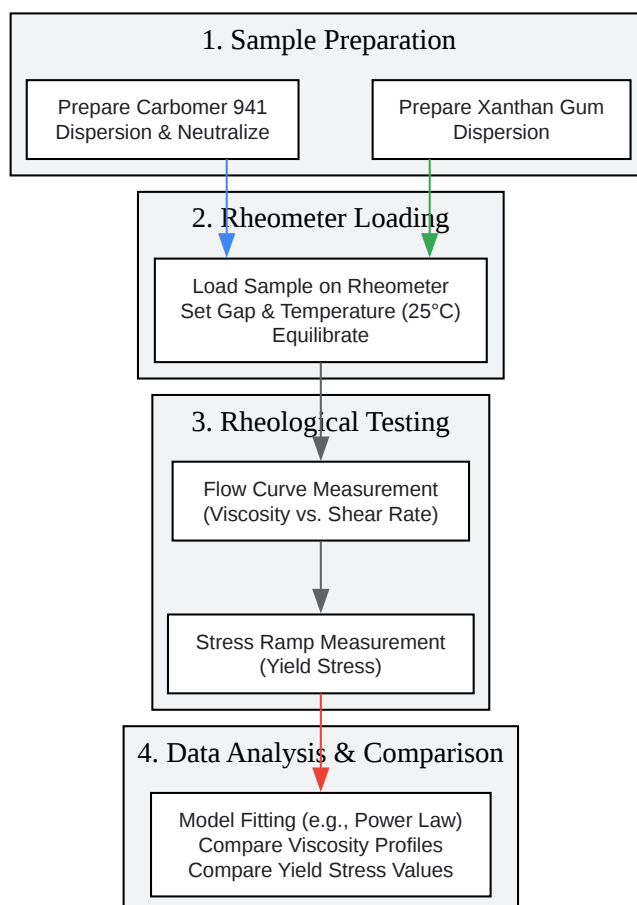 1. Sample Preparation
Prepare Carbomer 941
Dispersion & Neutralize
Prepare Xanthan Gum
Dispersion
2. Rheometer Loading
Load Sample on Rheometer
Set Gap & Temperature (25°C)
Equilibrate
3. Rheological Testing
Flow Curve Measurement
(Viscosity vs. Shear Rate)
Stress Ramp Measurement
(Yield Stress)
4. Data Analysis & Comparison
Model Fitting (e.g., Power Law)
Compare Viscosity Profiles
Compare Yield Stress Values